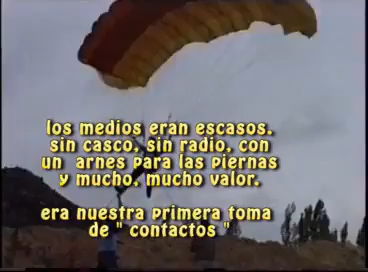 los medios eran escasos.
sin casco, sin radio, con
un arnes para las piernas
y mucho, mucho valor.
era nuestra primera toma
de " contactos "